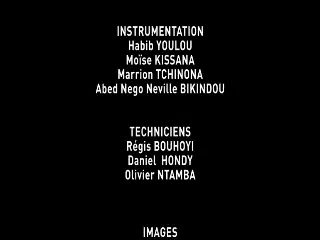 INSTRUMENTATION
Habib YOULOU
Moïse KISSANA
Marrion TCHINONA
Abed Nego Neville BIKINDOU
TECHNICIENS
Régis BOUHOYI
Daniel HONDY
Olivier NTAMBA
IMAGES